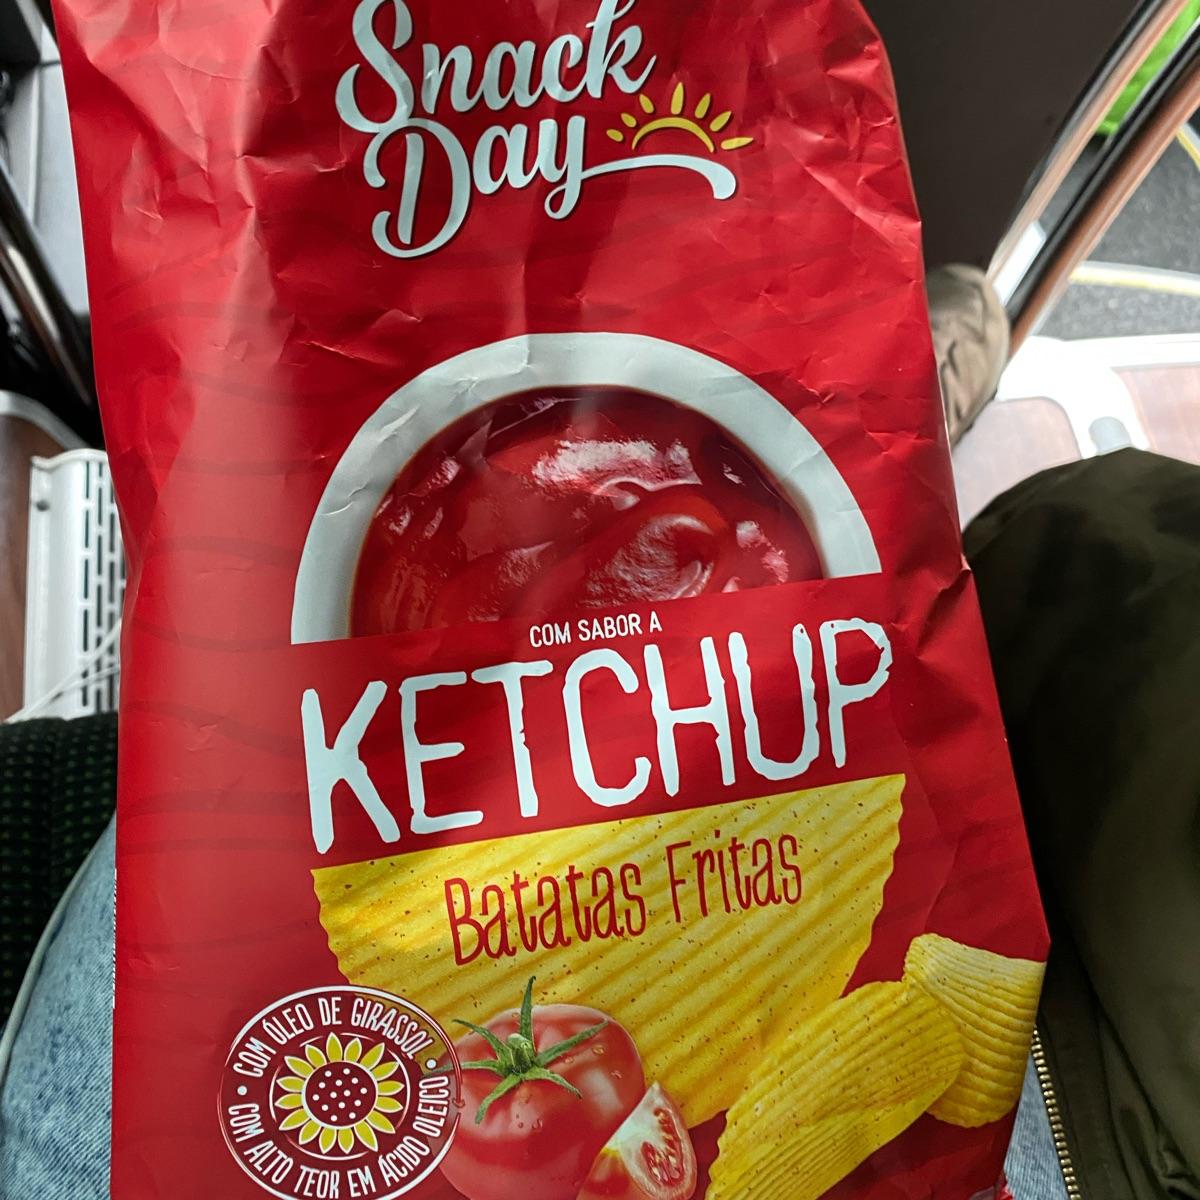 Snack
Day
COM SABOR A
KETCHUP
Batatas Fritas
• COM ÓLEO DE GIRASSOL •
COM ALTO TEOR EM ÁCIDO OLEICO